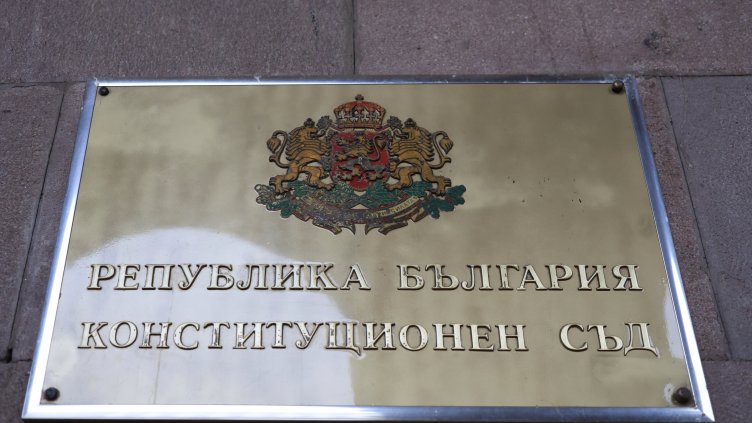 РЕПУБЛИКА БЪЛГАРИЯ
КОНСТИТУЦИОНЕН СЪД